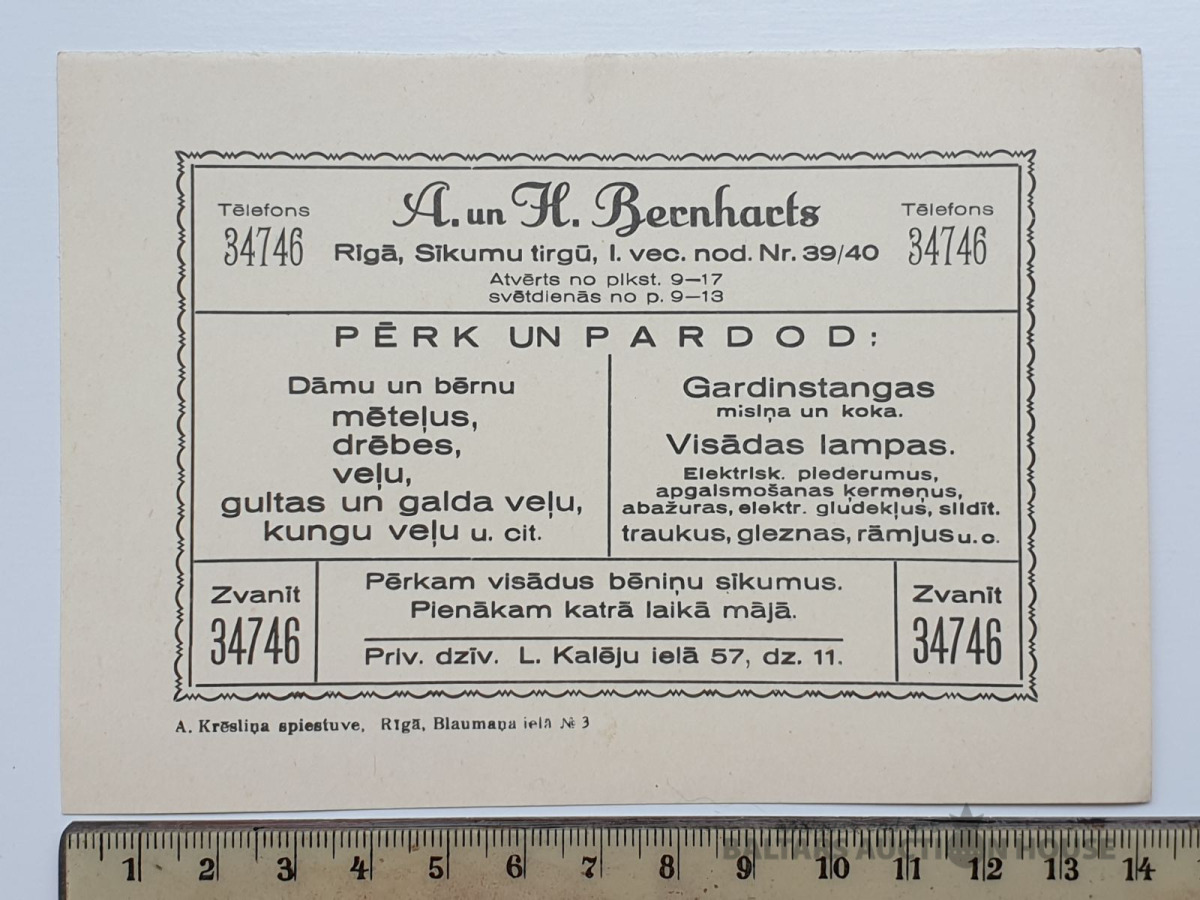 A. un H. Bernharts
Tēlefons
34746
Rīgā, Sīkumu tirgū, I. vec. nod. Nr. 39/40
Atvērts no plkst. 9—17
svētdienās no p. 9—13
Tēlefons
34746
PĒRK UN PARDOD:
Dāmu un bērnu
mēteļus,
drēbes,
veļu,
gultas un galda veļu,
kungu veļu u. cit.
Gardinstangas
misiņa un koka.
Visādas lampas.
Elektrisk. piederumus,
apgaismošanas ķermeņus,
abažuras, elektr. gludekļus, slldīt.
traukus, gleznas, rāmjus u. o.
Zvanīt
34746
Pērkam visādus bēniņu sīkumus.
Pienākam katrā laikā mājā.
Priv. dzīv. L. Kalēju ielā 57, dz. 11.
Zvanīt
34746
A. Krēsliņa spiestuve, Rīgā, Blaumaņa ielā № 3
1 2 3 4 5 6 7 8 9 10 11 12 13 14
BALTARS AUCTION HOUSE